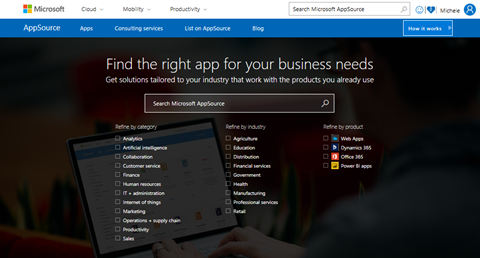 Microsoft Cloud Mobility Productivity Search Microsoft AppSource Michele
AppSource Apps Consulting services List on AppSource Blog How it works
Find the right app for your business needs
Get solutions tailored to your industry that work with the products you already use
Search Microsoft AppSource
Refine by category
Analytics
Artificial intelligence
Collaboration
Customer service
Finance
Human resources
IT + administration
Internet of things
Marketing
Operations + supply chain
Productivity
Sales
Refine by industry
Agriculture
Education
Distribution
Financial services
Government
Health
Manufacturing
Professional services
Retail
Refine by product
Web Apps
Dynamics 365
Office 365
Power BI apps